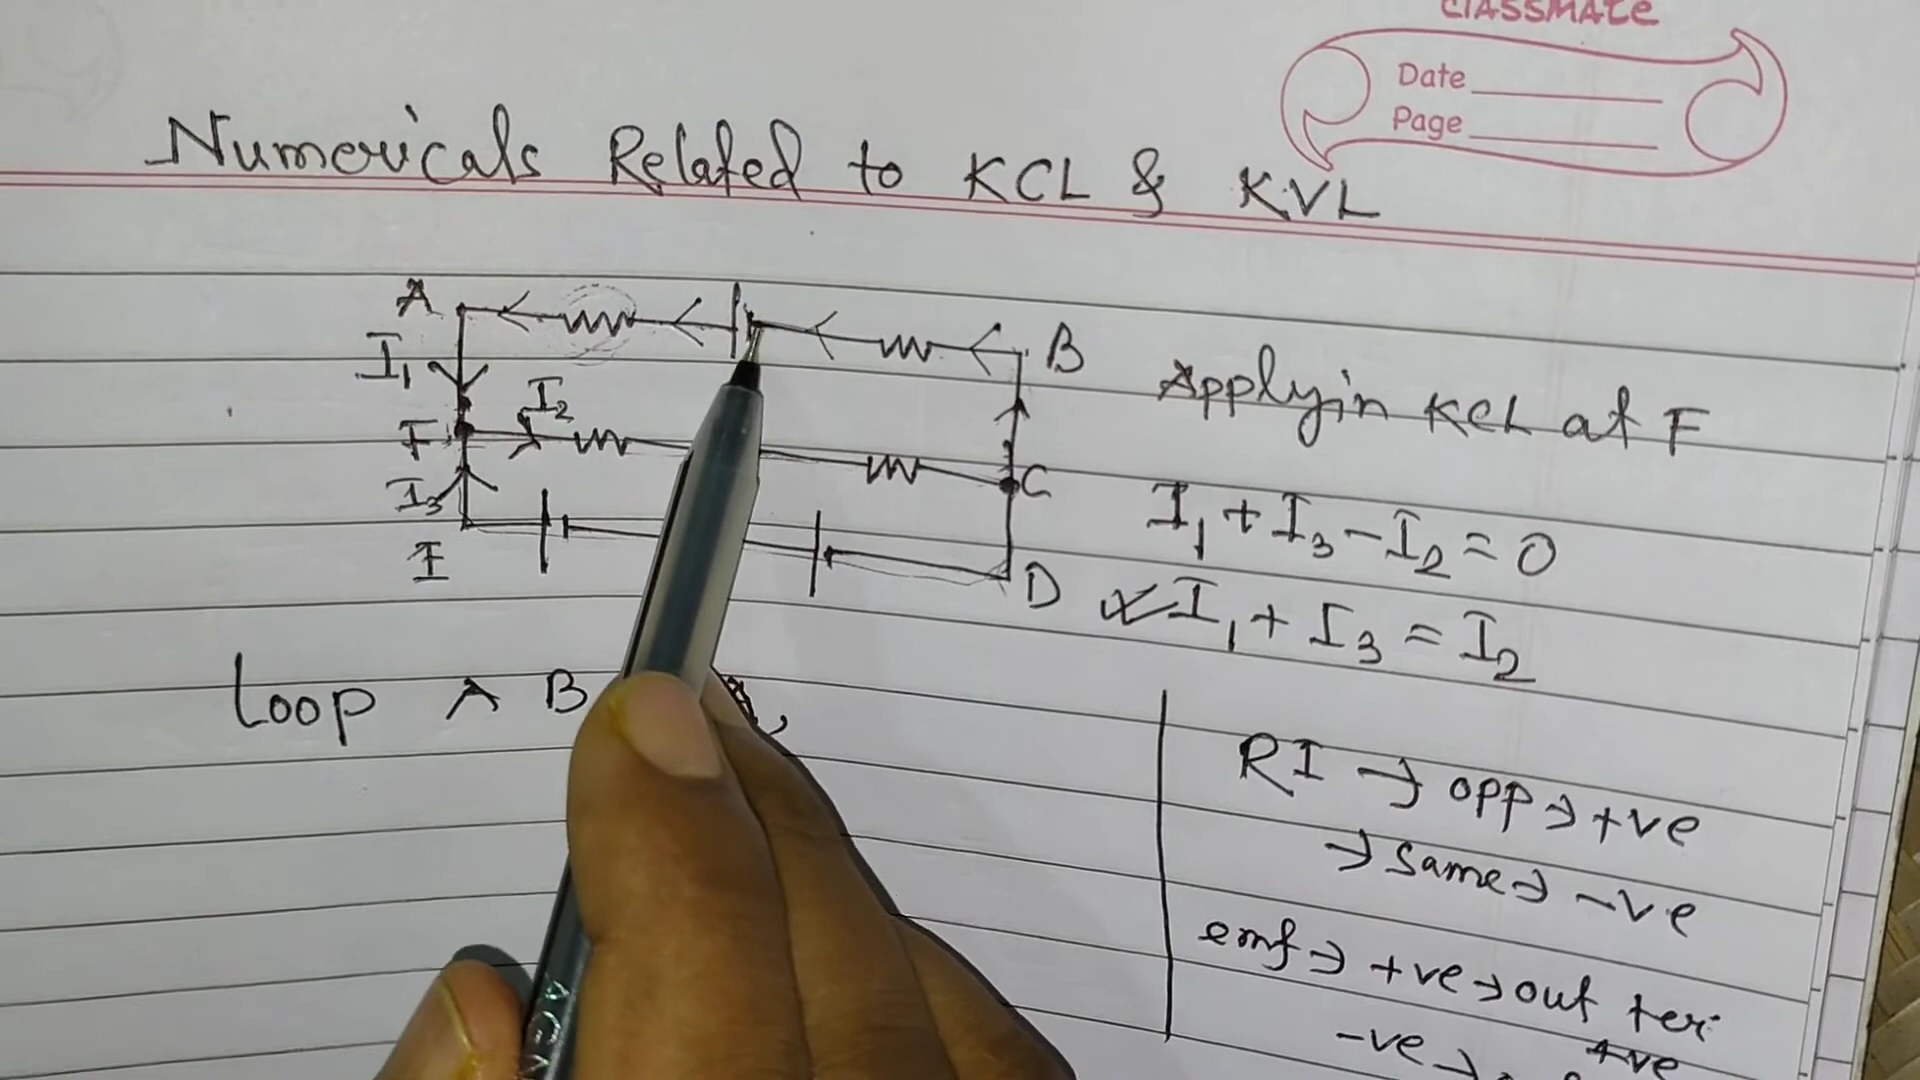 CLASSMATE
Date
Page
Numericals Related to KCL & KVL
A
B
I₁
I₂
F
I₃
C
I
D
Applyin KCL at F
I₁ + I₃ - I₂ = 0
I₁ + I₃ = I₂
Loop A B
RI → opp → +ve
→ Same → -ve
emf → +ve → out ter
-ve → +ve